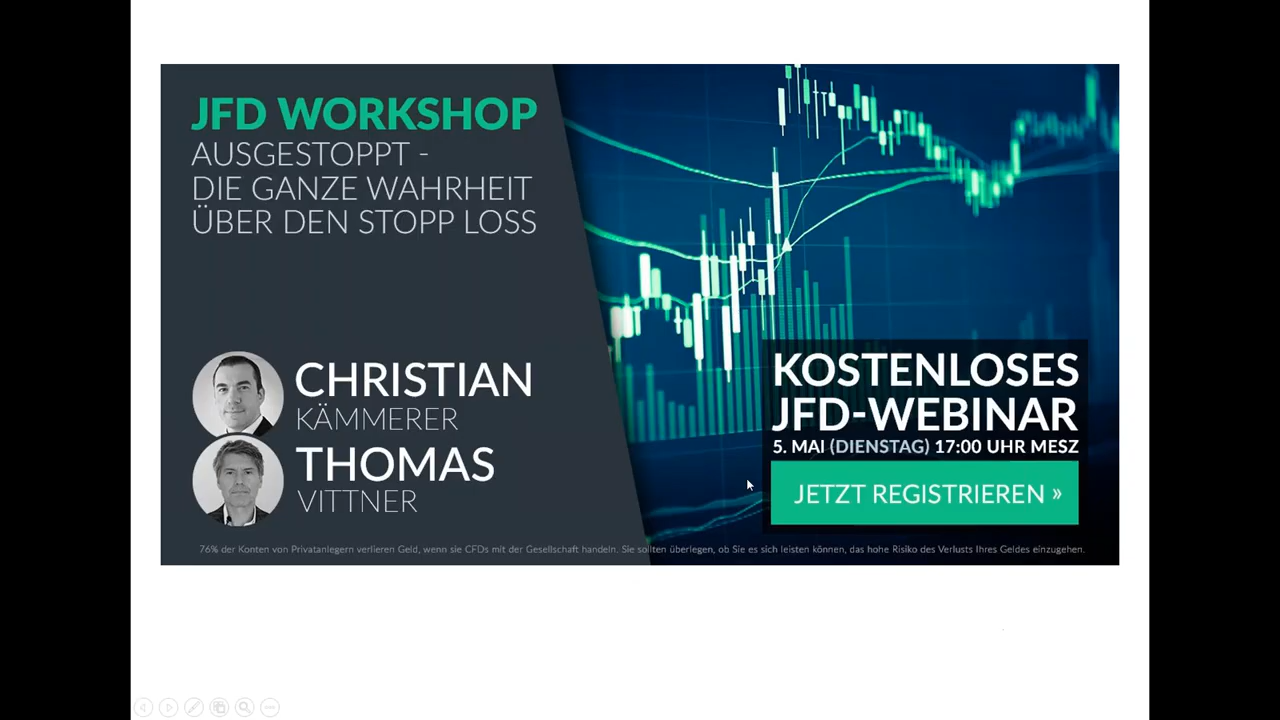 JFD WORKSHOP
AUSGESTOPPT -
DIE GANZE WAHRHEIT
ÜBER DEN STOPP LOSS
CHRISTIAN
KÄMMERER
THOMAS
VITTNER
KOSTENLOSES
JFD-WEBINAR
5. MAI (DIENSTAG) 17:00 UHR MESZ
JETZT REGISTRIEREN »
76% der Konten von Privatanlegern verlieren Geld, wenn sie CFDs mit der Gesellschaft handeln. Sie sollten überlegen, ob Sie es sich leisten können, das hohe Risiko des Verlusts Ihres Geldes einzugehen.